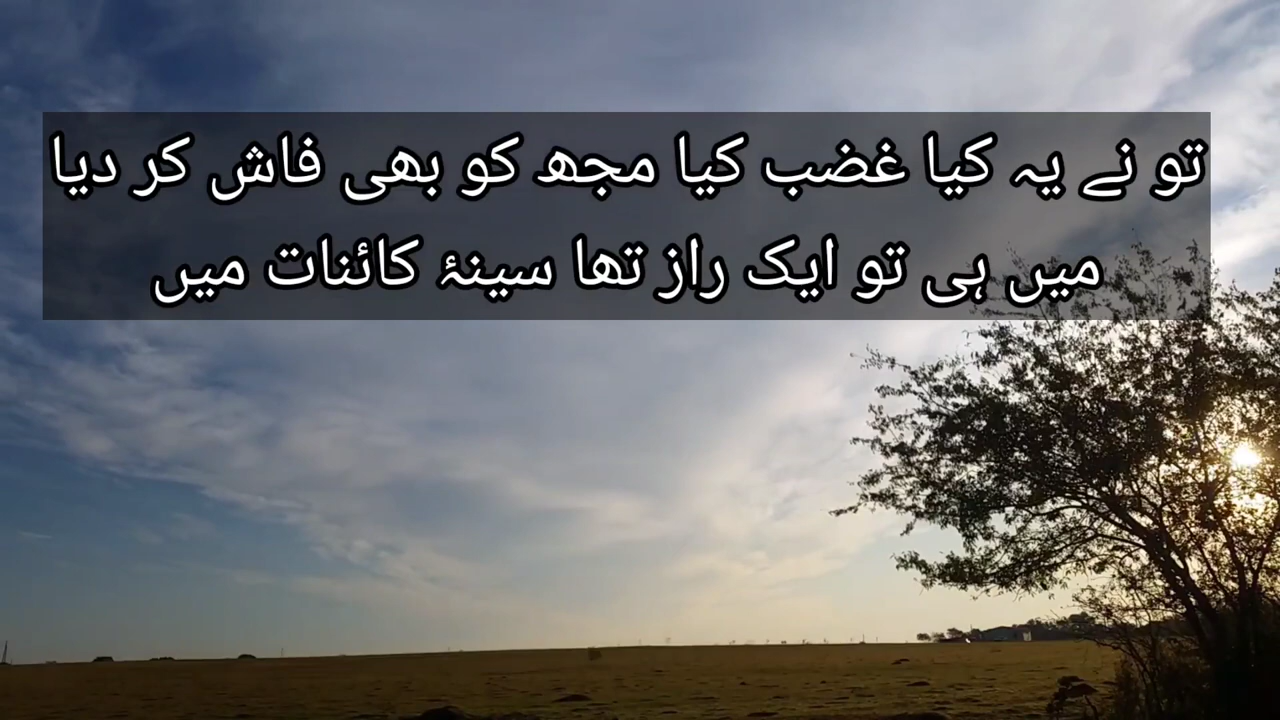 تو نے یہ کیا غضب کیا مجھ کو بھی فاش کر دیا
میں ہی تو ایک راز تھا سینۂ کائنات میں